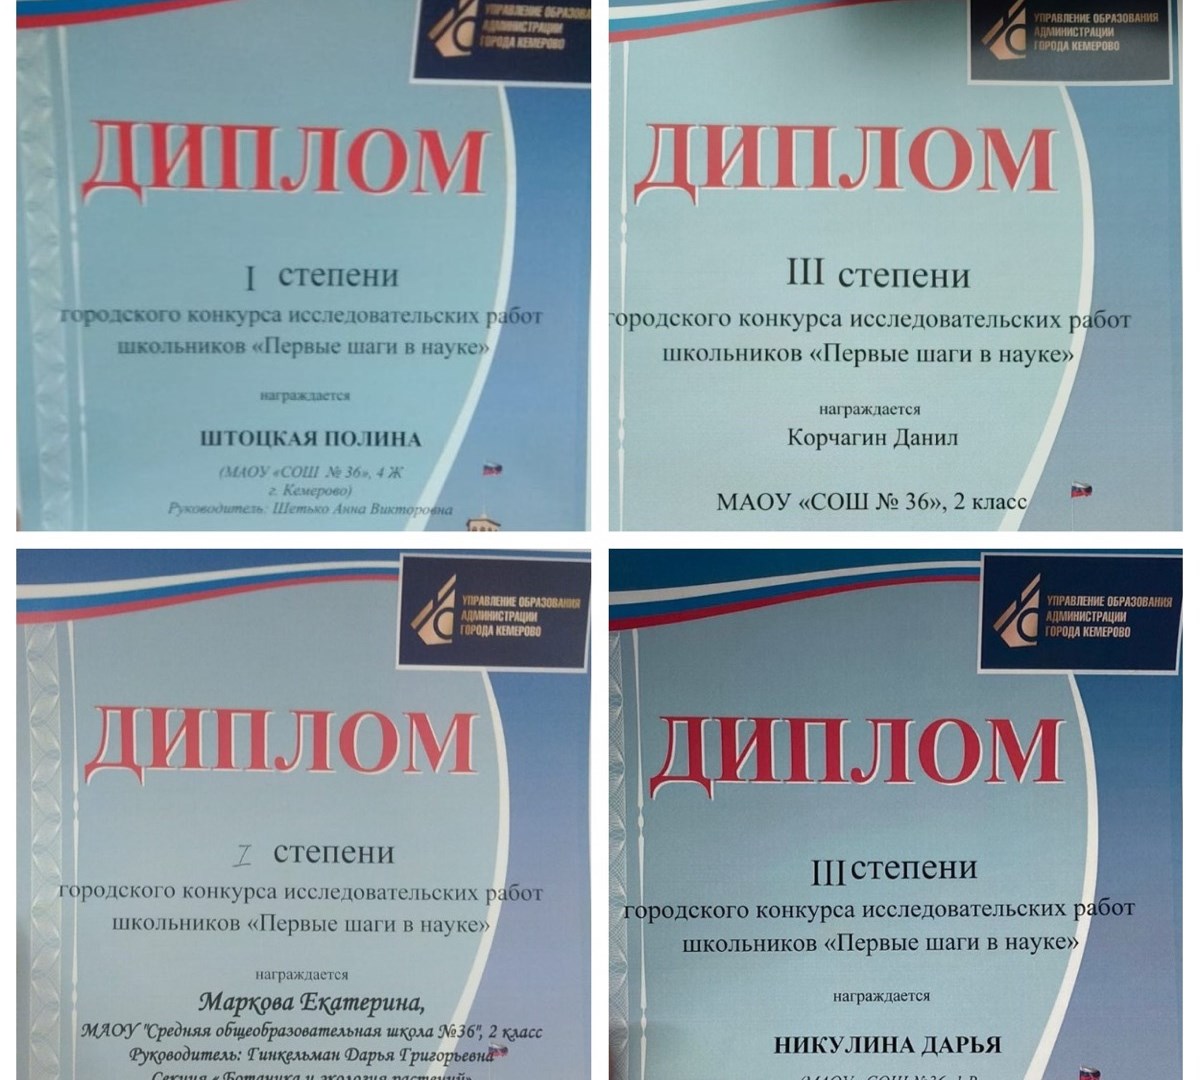 УПРАВЛЕНИЕ ОБРАЗОВАНИЯ
АДМИНИСТРАЦИИ
ГОРОДА КЕМЕРОВО
ДИПЛОМ
I степени
городского конкурса исследовательских работ
школьников «Первые шаги в науке»
награждается
ШТОЦКАЯ ПОЛИНА
(МАОУ «СОШ № 36», 4 Ж
г. Кемерово)
Руководитель: Шетько Анна Викторовна
УПРАВЛЕНИЕ ОБРАЗОВАНИЯ
АДМИНИСТРАЦИИ
ГОРОДА КЕМЕРОВО
ДИПЛОМ
III степени
городского конкурса исследовательских работ
школьников «Первые шаги в науке»
награждается
Корчагин Данил
МАОУ «СОШ № 36», 2 класс
УПРАВЛЕНИЕ ОБРАЗОВАНИЯ
АДМИНИСТРАЦИИ
ГОРОДА КЕМЕРОВО
ДИПЛОМ
I степени
городского конкурса исследовательских работ
школьников «Первые шаги в науке»
награждается
Маркова Екатерина,
МАОУ "Средняя общеобразовательная школа №36", 2 класс
Руководитель: Гинкельман Дарья Григорьевна
Секция «Ботаника и экология растений»
УПРАВЛЕНИЕ ОБРАЗОВАНИЯ
АДМИНИСТРАЦИИ
ГОРОДА КЕМЕРОВО
ДИПЛОМ
III степени
городского конкурса исследовательских работ
школьников «Первые шаги в науке»
награждается
НИКУЛИНА ДАРЬЯ